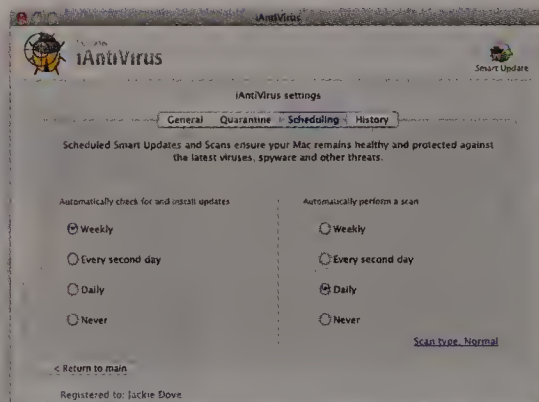 iAntiVirus
iAntiVirus
Smart Update
iAntiVirus settings
General Quarantine Scheduling History
Scheduled Smart Updates and Scans ensure your Mac remains healthy and protected against
the latest viruses, spyware and other threats.
Automatically check for and install updates
Weekly
Every second day
Daily
Never
Automatically perform a scan
Weekly
Every second day
Daily
Never
Scan type, Normal
< Return to main
Registered to: Jackie Dove